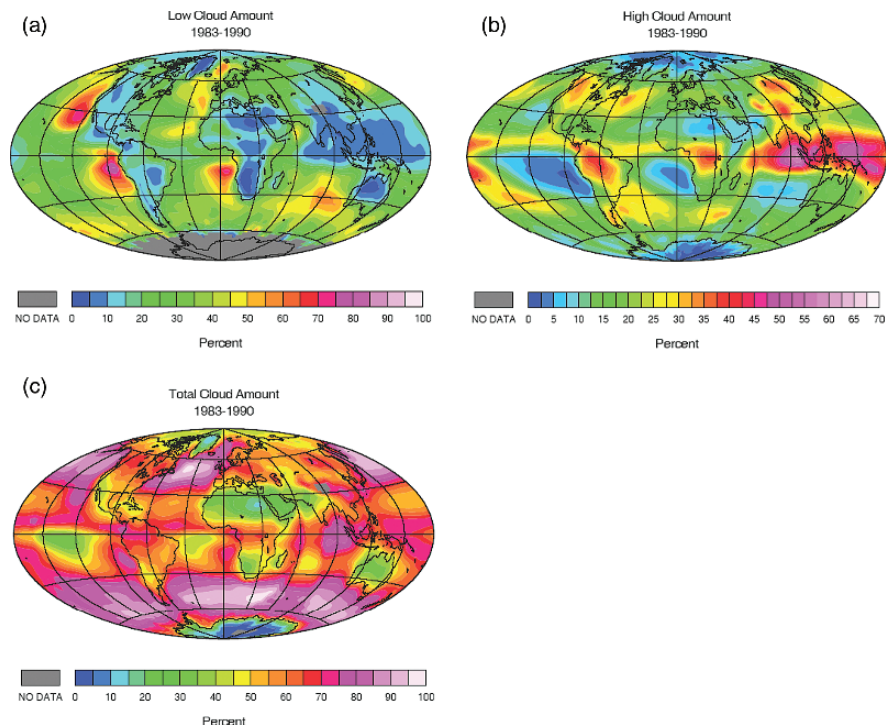 (a)
Low Cloud Amount
1983-1990
NO DATA
0 10 20 30 40 50 60 70 80 90 100
Percent
(b)
High Cloud Amount
1983-1990
NO DATA
0 5 10 15 20 25 30 35 40 45 50 55 60 65 70
Percent
(c)
Total Cloud Amount
1983-1990
NO DATA
0 10 20 30 40 50 60 70 80 90 100
Percent